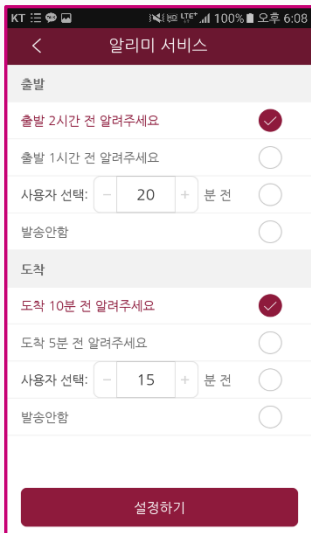 KT LTE+ 100% 오후 6:08
알리미 서비스
출발
출발 2시간 전 알려주세요
출발 1시간 전 알려주세요
사용자 선택: − 20 + 분 전
발송안함
도착
도착 10분 전 알려주세요
도착 5분 전 알려주세요
사용자 선택: − 15 + 분 전
발송안함
설정하기